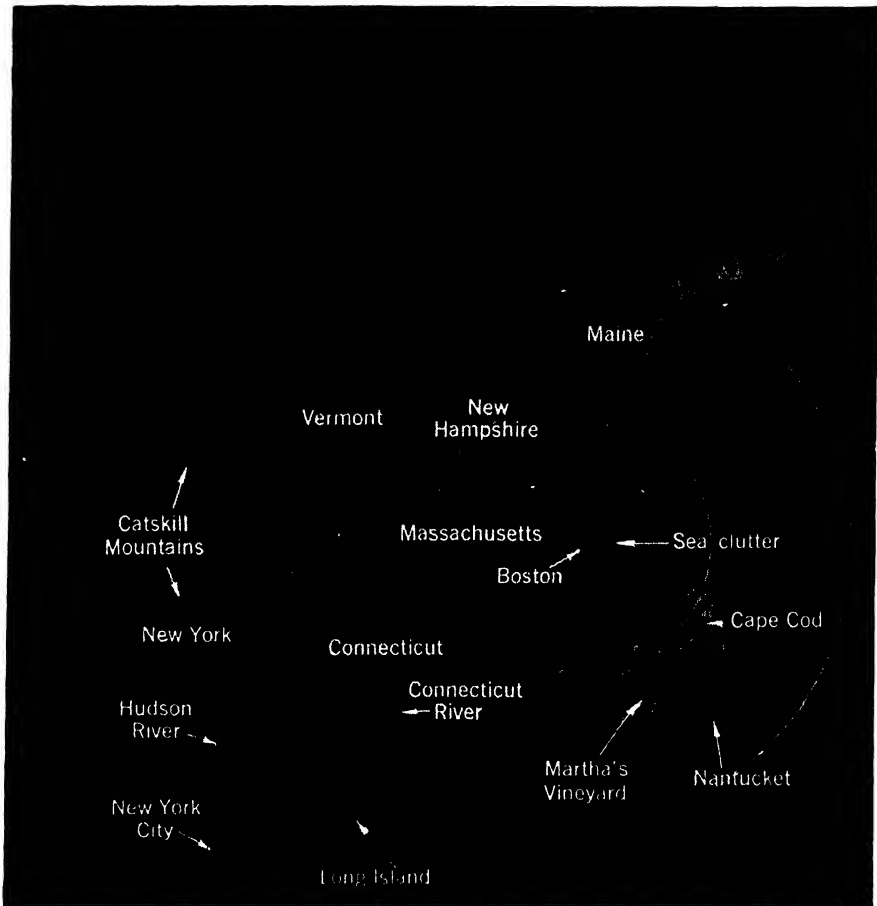 Maine
Vermont
New
Hampshire
Catskill
Mountains
Massachusetts
Sea clutter
Boston
New York
Cape Cod
Connecticut
Connecticut
River
Hudson
River
Martha's
Vineyard
Nantucket
New York
City
Long Island